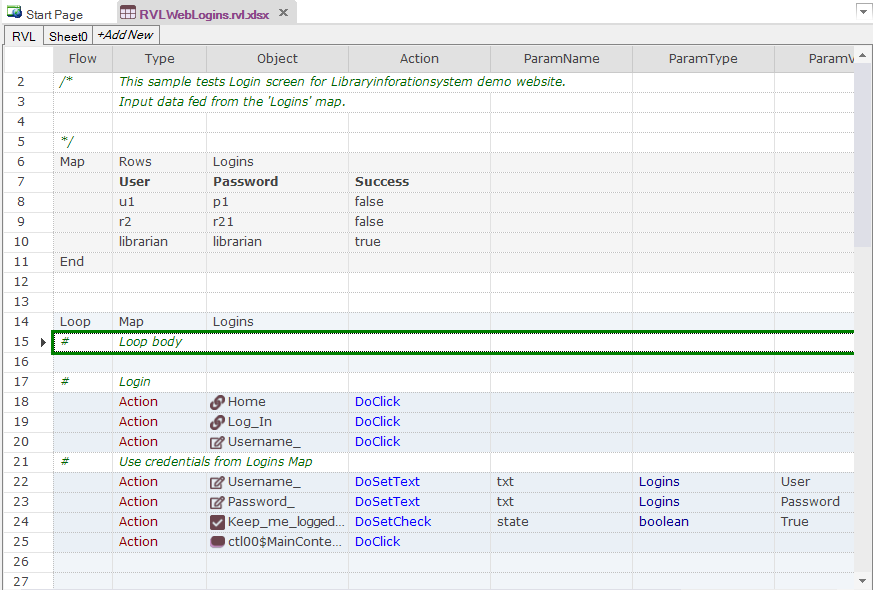 Start Page RVLWebLogins.rvl.xlsx
RVL Sheet0 +Add New
Flow Type Object Action ParamName ParamType ParamV
2 /* This sample tests Login screen for Libraryinforationsystem demo website.
3 Input data fed from the 'Logins' map.
4
5 */
6 Map Rows Logins
7 User Password Success
8 u1 p1 false
9 r2 r21 false
10 librarian librarian true
11 End
12
13
14 Loop Map Logins
15 # Loop body
16
17 # Login
18 Action Home DoClick
19 Action Log_In DoClick
20 Action Username_ DoClick
21 # Use credentials from Logins Map
22 Action Username_ DoSetText txt Logins User
23 Action Password_ DoSetText txt Logins Password
24 Action Keep_me_logged... DoSetCheck state boolean True
25 Action ctl00$MainConte... DoClick
26
27